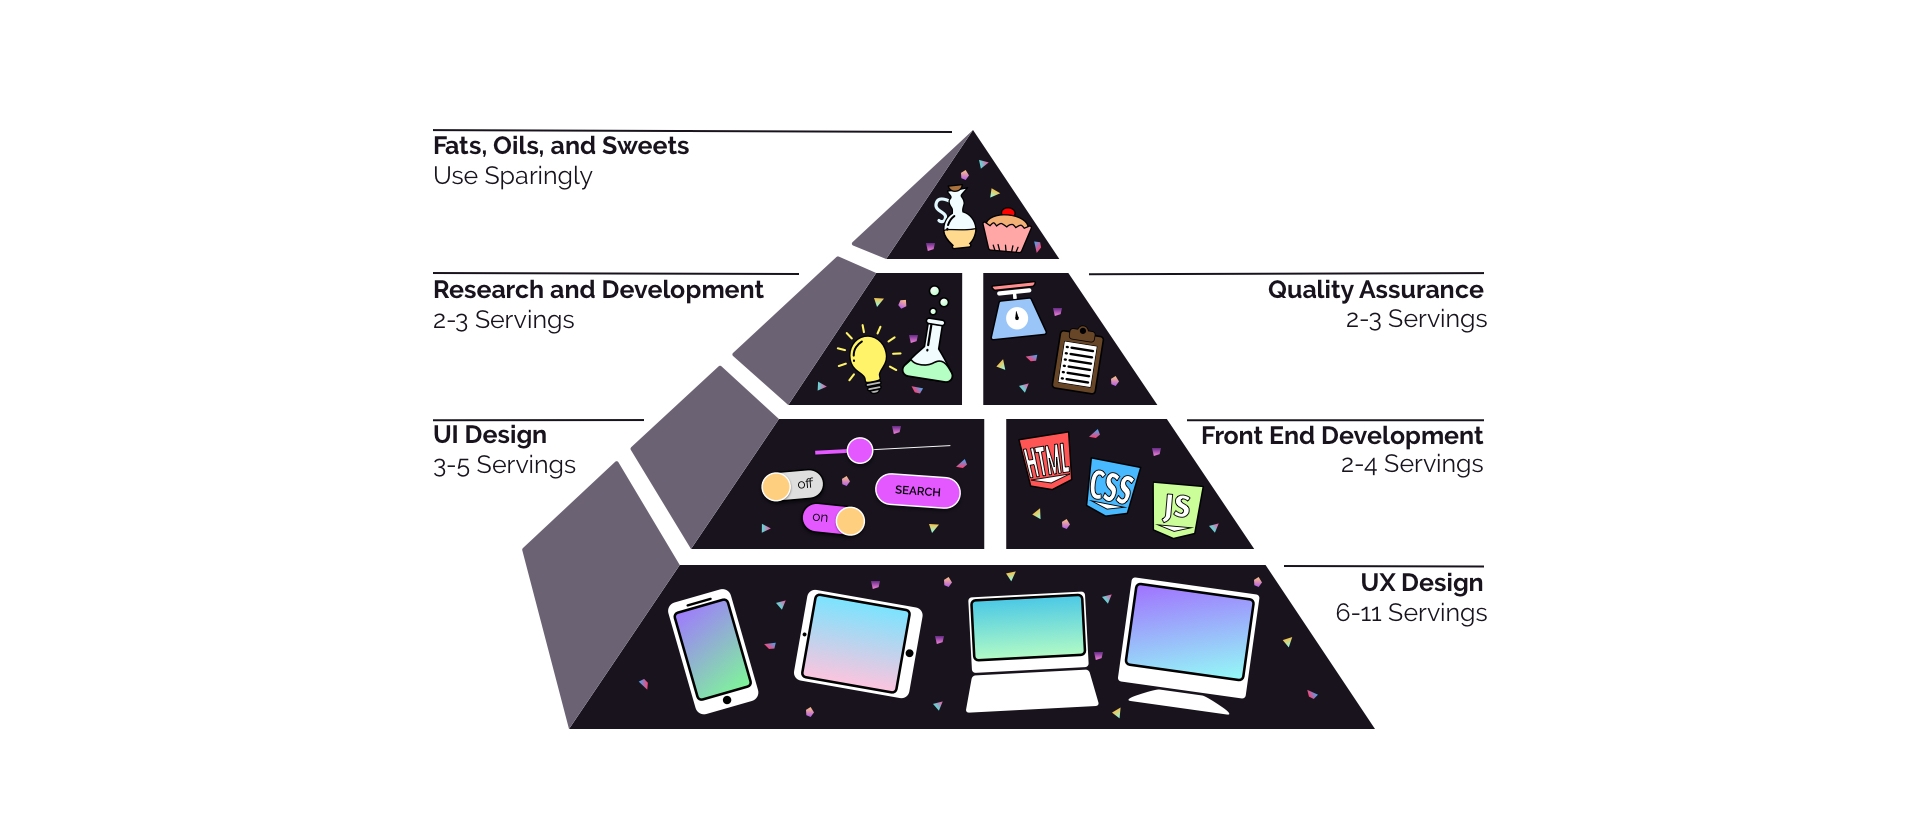 Fats, Oils, and Sweets
Use Sparingly
Research and Development
2-3 Servings
Quality Assurance
2-3 Servings
UI Design
3-5 Servings
off
on
SEARCH
HTML
CSS
JS
Front End Development
2-4 Servings
UX Design
6-11 Servings